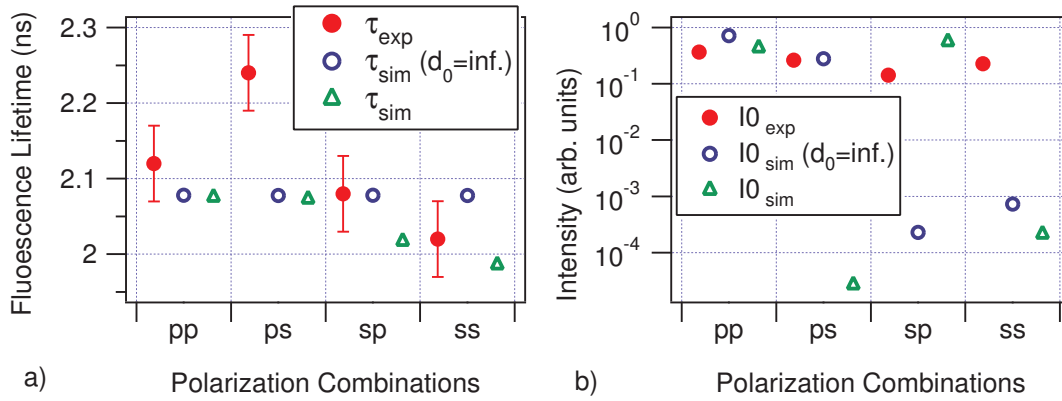 2.3
2.2
2.1
2
Fluoescence Lifetime (ns)
τexp
τsim (d0=inf.)
τsim
pp ps sp ss
a) Polarization Combinations
10^0
10^-1
10^-2
10^-3
10^-4
Intensity (arb. units)
I0 exp
I0 sim (d0=inf.)
I0 sim
pp ps sp ss
b) Polarization Combinations